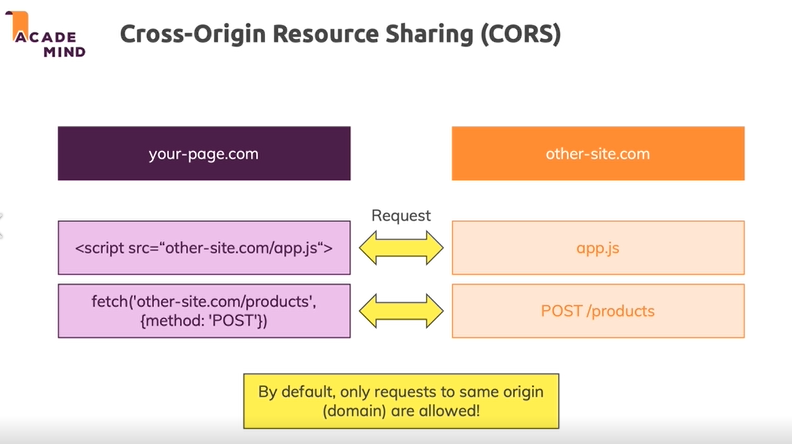 ACADE
MIND
Cross-Origin Resource Sharing (CORS)
your-page.com
other-site.com
Request
<script src=“other-site.com/app.js“>
app.js
fetch('other-site.com/products',
{method: 'POST'})
POST /products
By default, only requests to same origin
(domain) are allowed!